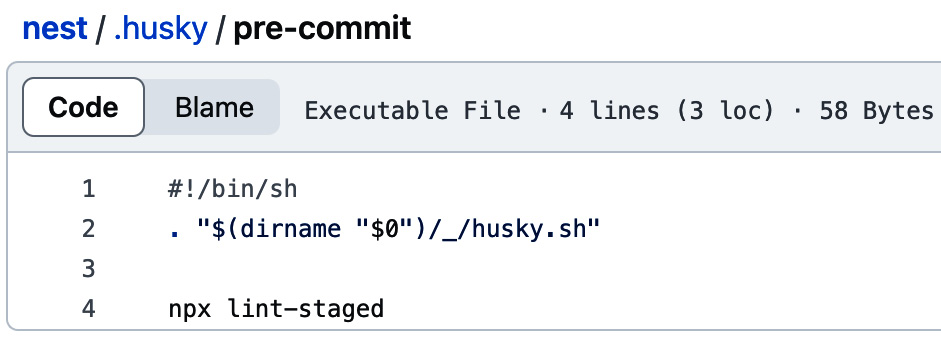 nest / .husky / pre-commit
Code Blame Executable File · 4 lines (3 loc) · 58 Bytes
1 #!/bin/sh
2 . "$(dirname "$0")/_/husky.sh"
3
4 npx lint-staged